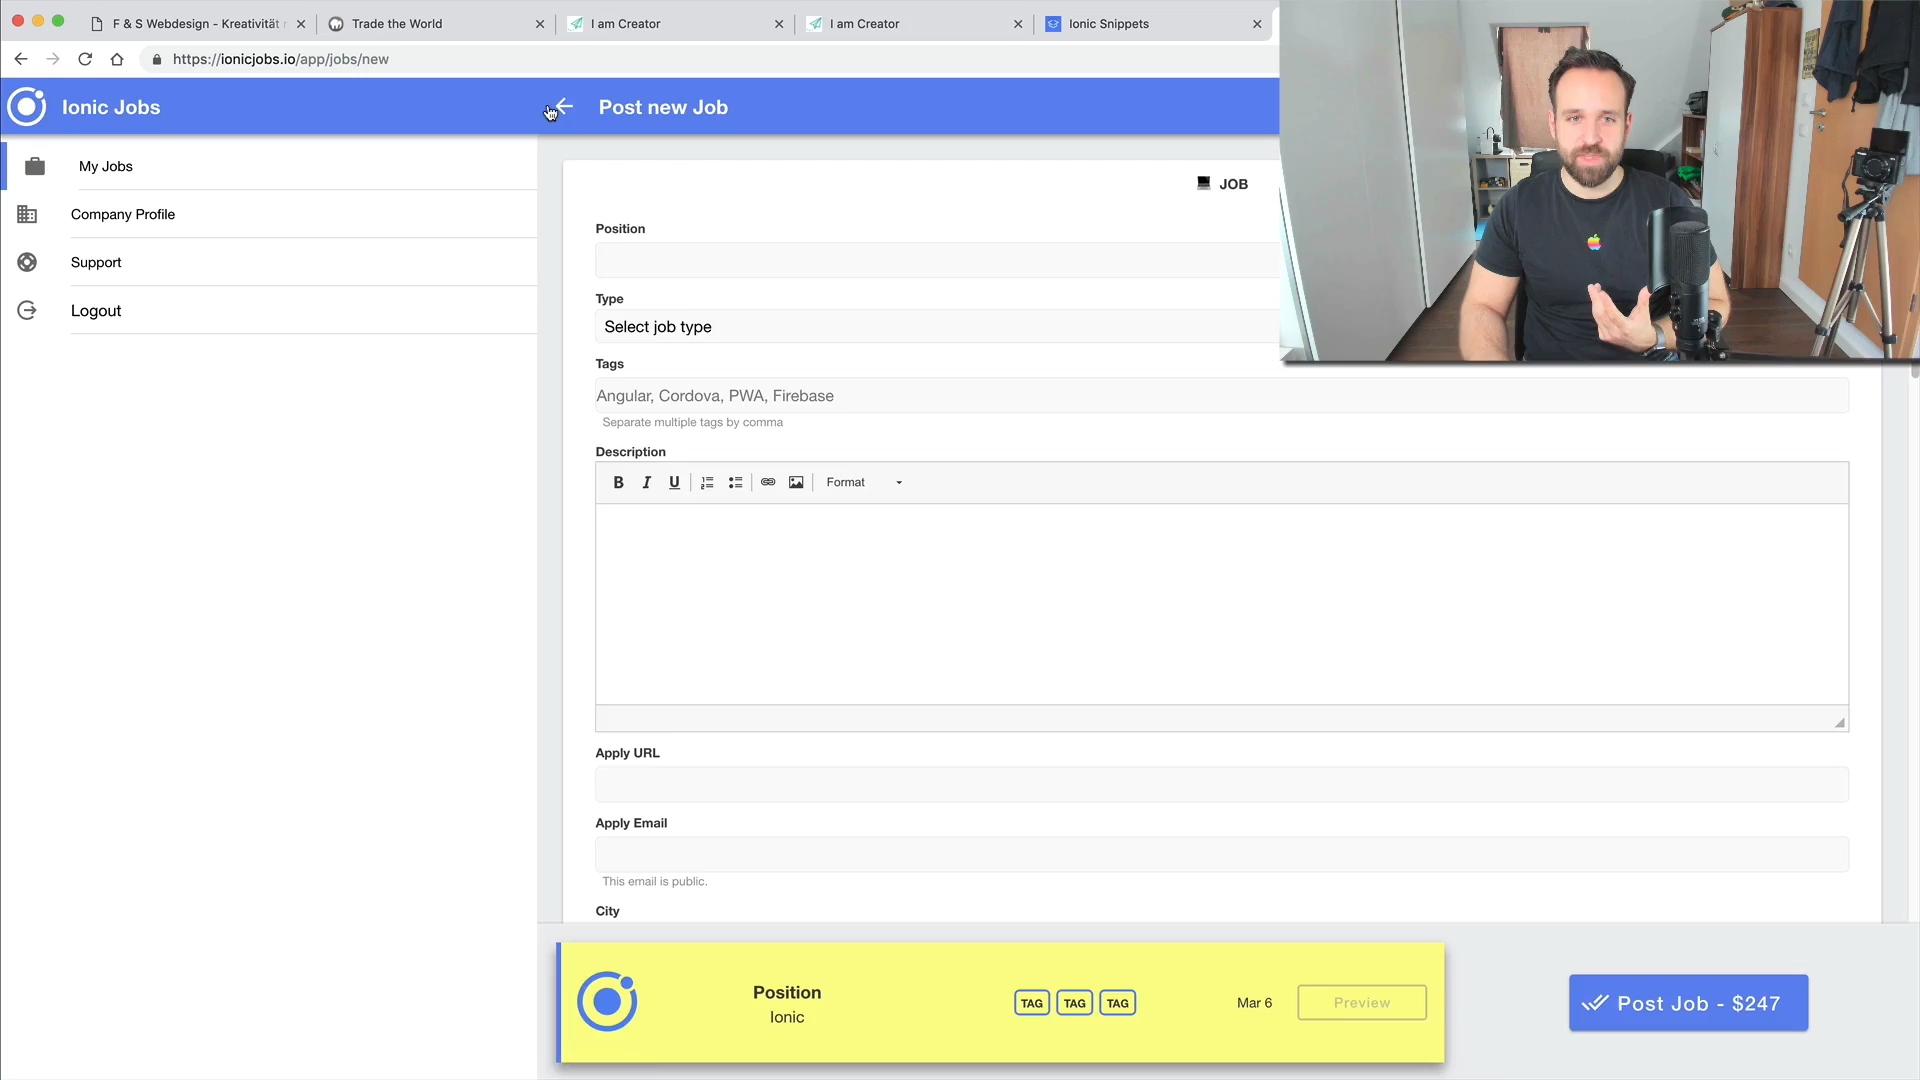 F & S Webdesign - Kreativität
Trade the World
I am Creator
I am Creator
Ionic Snippets
https://ionicjobs.io/app/jobs/new
Ionic Jobs
Post new Job
My Jobs
Company Profile
Support
Logout
JOB
Position
Type
Select job type
Tags
Angular, Cordova, PWA, Firebase
Separate multiple tags by comma
Description
B I U
Format
Apply URL
Apply Email
This email is public.
City
Position
Ionic
TAG TAG TAG
Mar 6
Preview
Post Job - $247